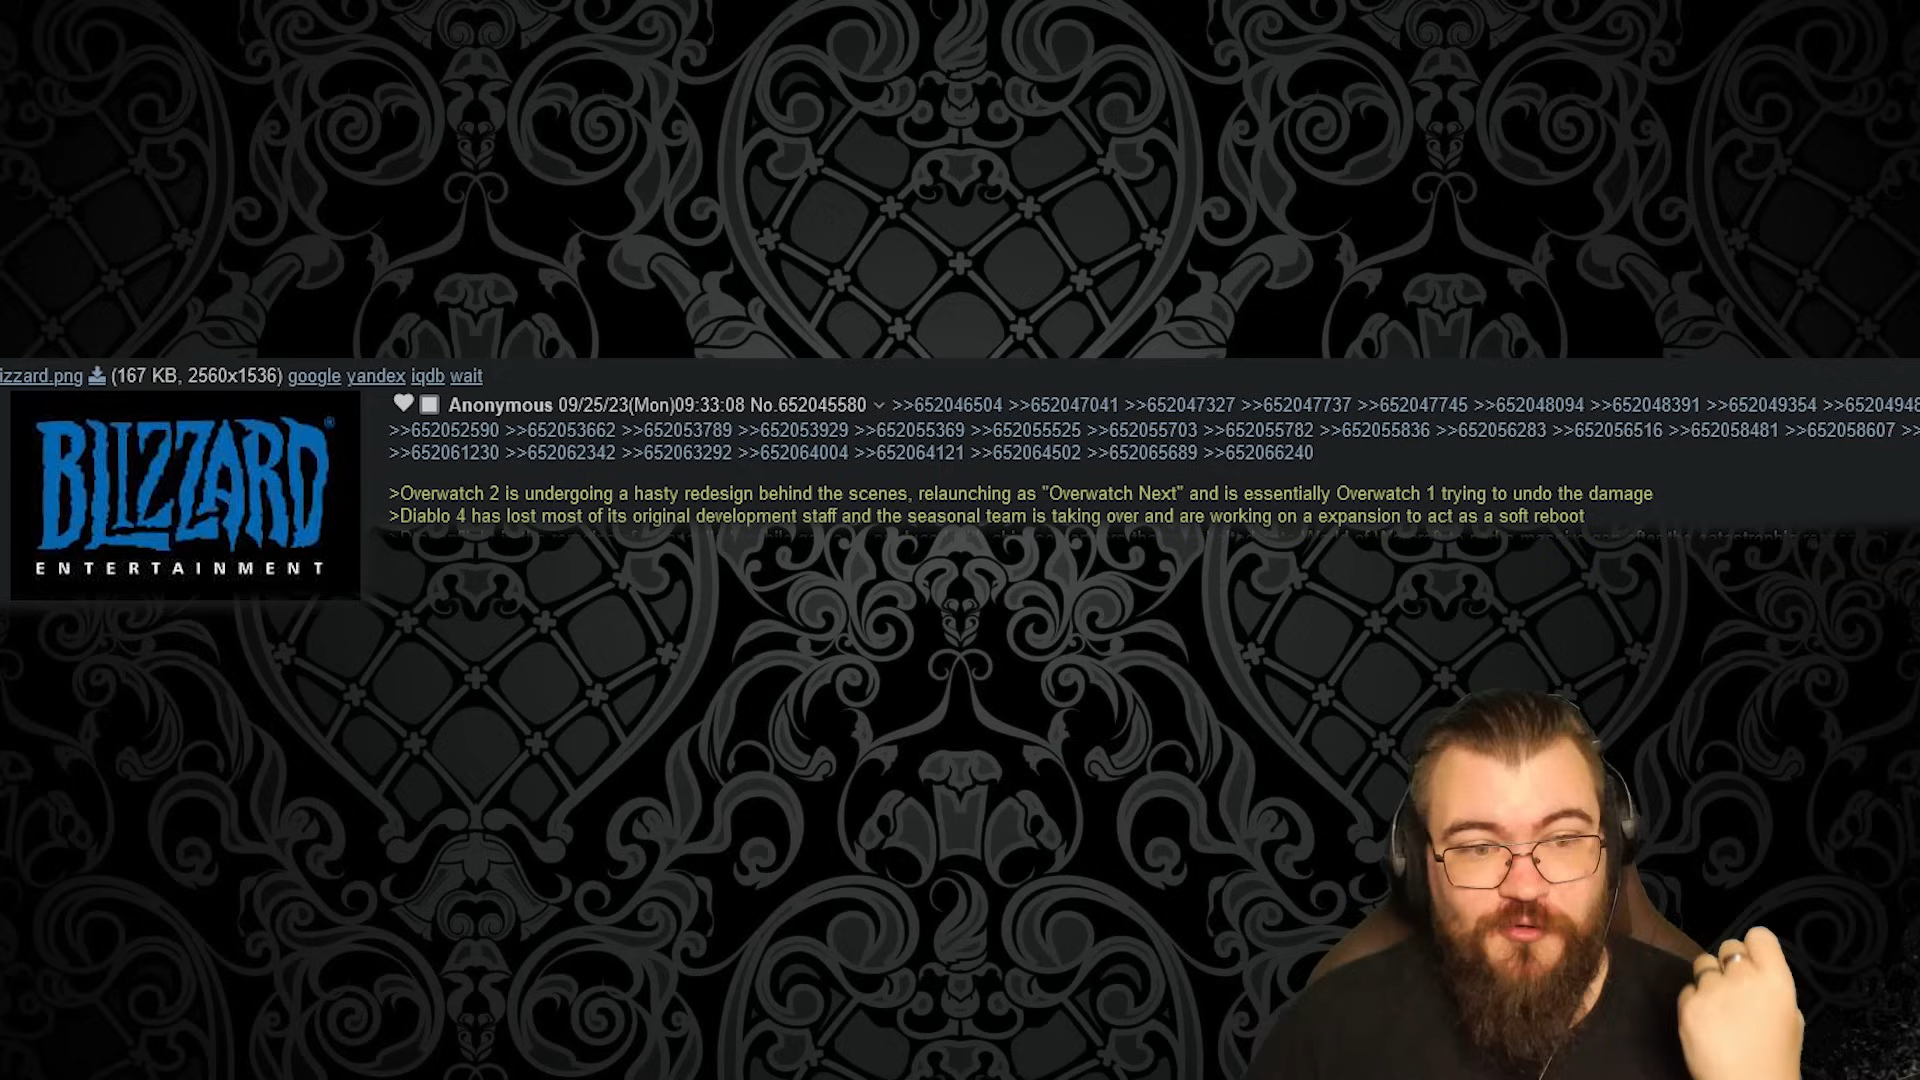 izzard.png (167 KB, 2560x1536) google yandex iqdb wait
Anonymous 09/25/23(Mon)09:33:08 No.652045580 >>652046504 >>652047041 >>652047327 >>652047737 >>652047745 >>652048094 >>652048391 >>652049354 >>65204948
>>652052590 >>652053662 >>652053789 >>652053929 >>652055369 >>652055525 >>652055703 >>652055782 >>652055836 >>652056283 >>652056516 >>652058481 >>652058607 >>
>>652061230 >>652062342 >>652063292 >>652064004 >>652064121 >>652064502 >>652065689 >>652066240
BLIZZARD®
ENTERTAINMENT
>Overwatch 2 is undergoing a hasty redesign behind the scenes, relaunching as "Overwatch Next" and is essentially Overwatch 1 trying to undo the damage
>Diablo 4 has lost most of its original development staff and the seasonal team is taking over and are working on a expansion to act as a soft reboot